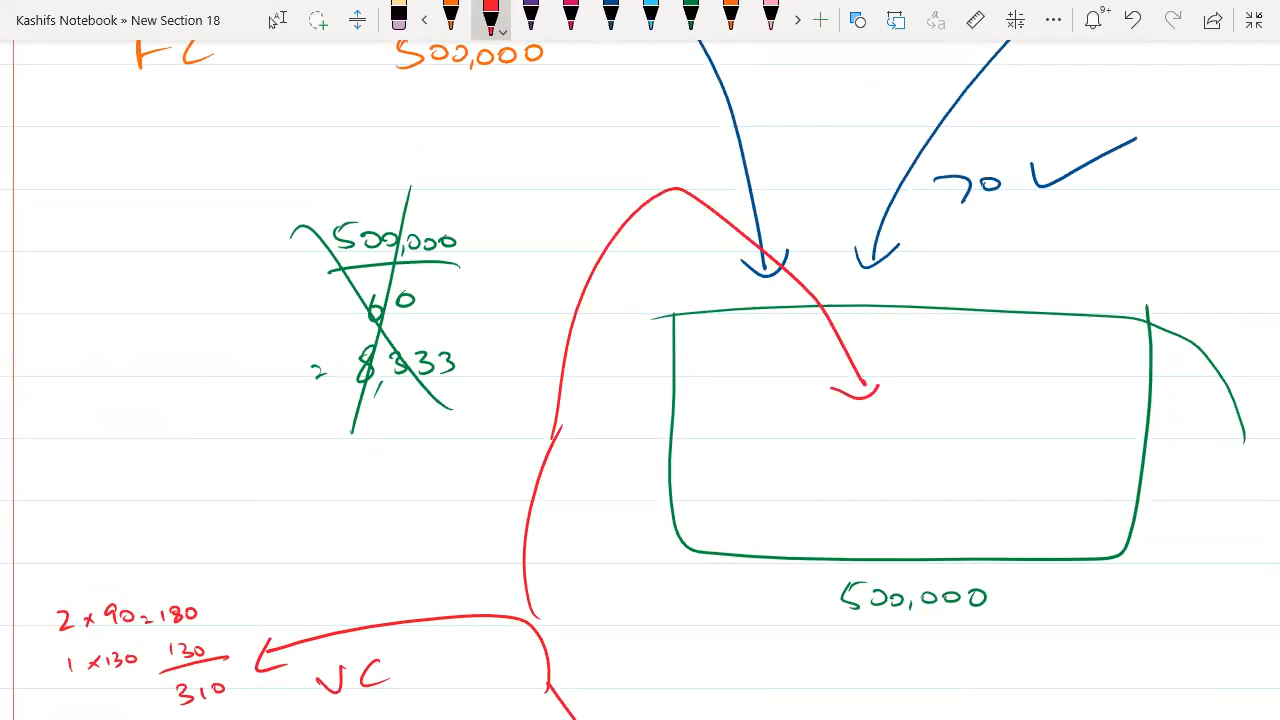 Kashifs Notebook » New Section 18
9+
FC 500,000
70 ✓
500,000
60
= 8,333
500,000
2 × 90 = 180
1 × 130 130
310
VC